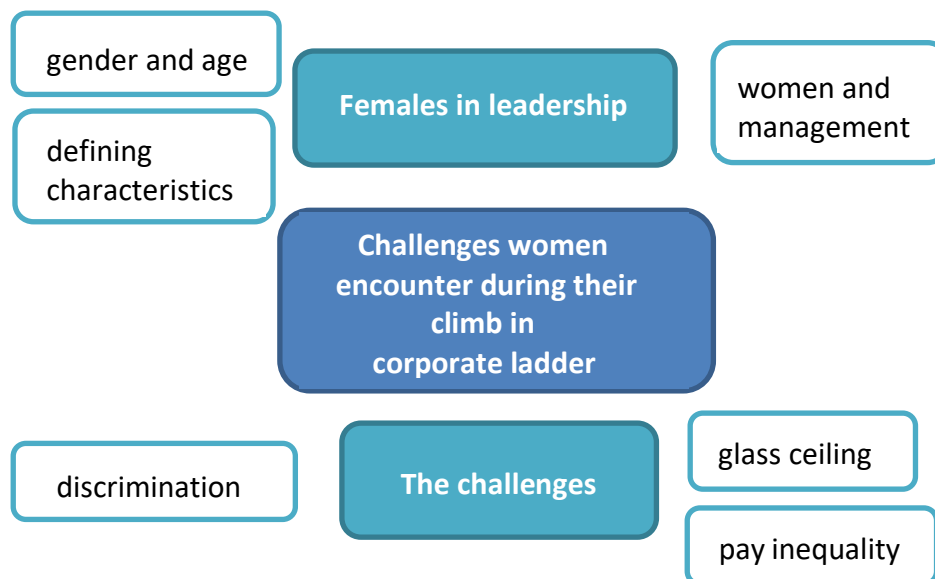 gender and age
Females in leadership
women and
management
defining
characteristics
Challenges women
encounter during their
climb in
corporate ladder
discrimination
The challenges
glass ceiling
pay inequality